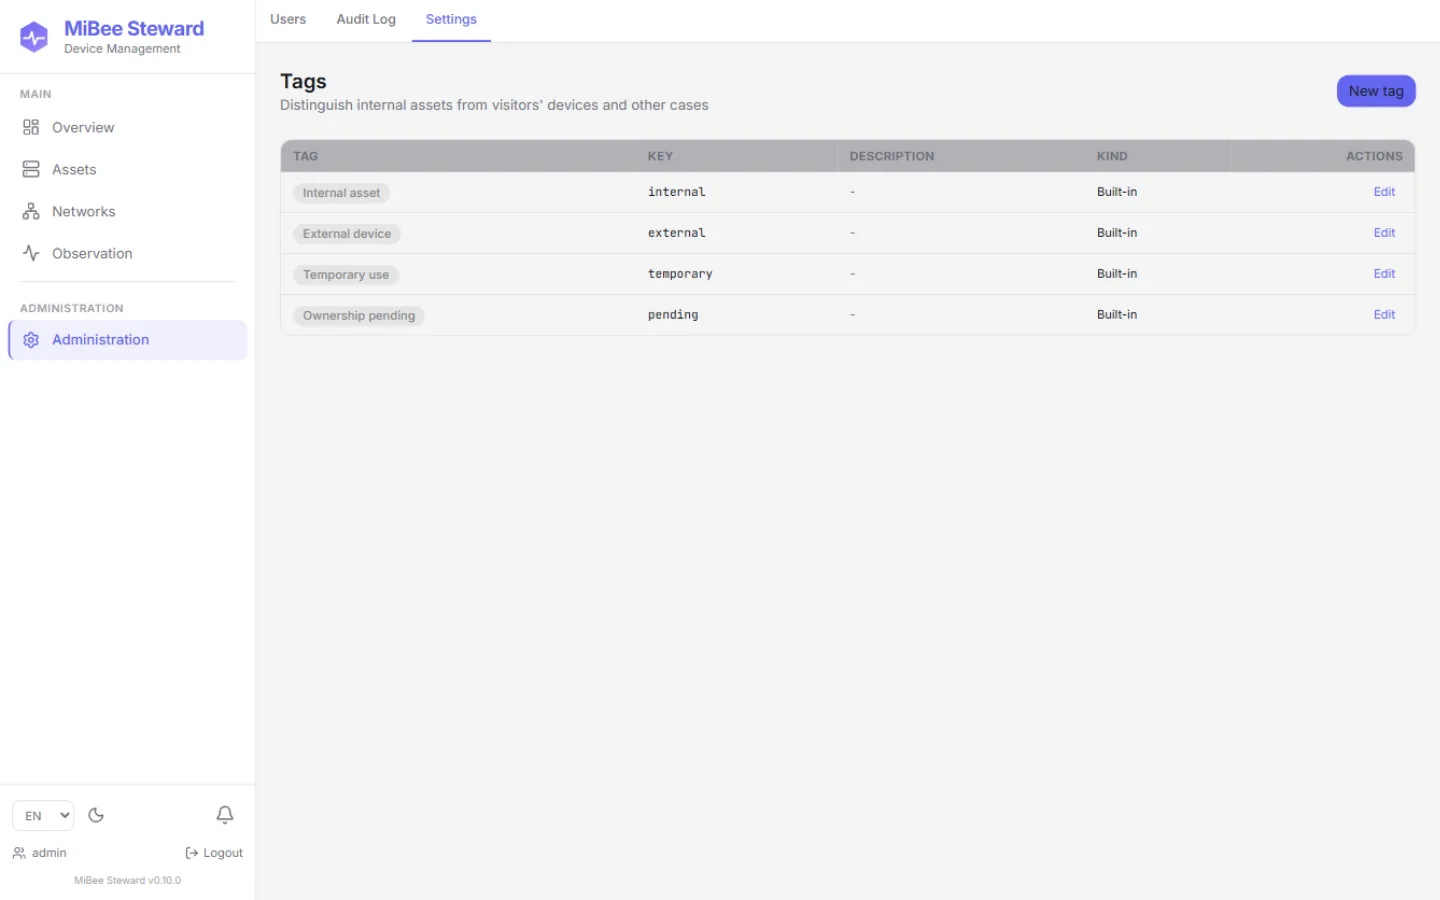 MiBee Steward
Device Management
MAIN
Overview
Assets
Networks
Observation
ADMINISTRATION
Administration
EN
admin
Logout
MiBee Steward v0.10.0
Users Audit Log Settings
Tags
Distinguish internal assets from visitors' devices and other cases
New tag
TAG KEY DESCRIPTION KIND ACTIONS
Internal asset internal - Built-in Edit
External device external - Built-in Edit
Temporary use temporary - Built-in Edit
Ownership pending pending - Built-in Edit